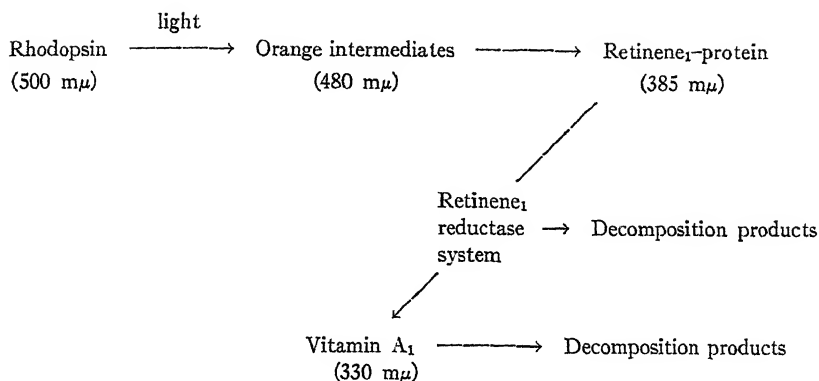 light
Rhodopsin ⟶ Orange intermediates ⟶ Retinene₁–protein
(500 mμ) (480 mμ) (385 mμ)
Retinene₁
reductase → Decomposition products
system
Vitamin A₁ ⟶ Decomposition products
(330 mμ)